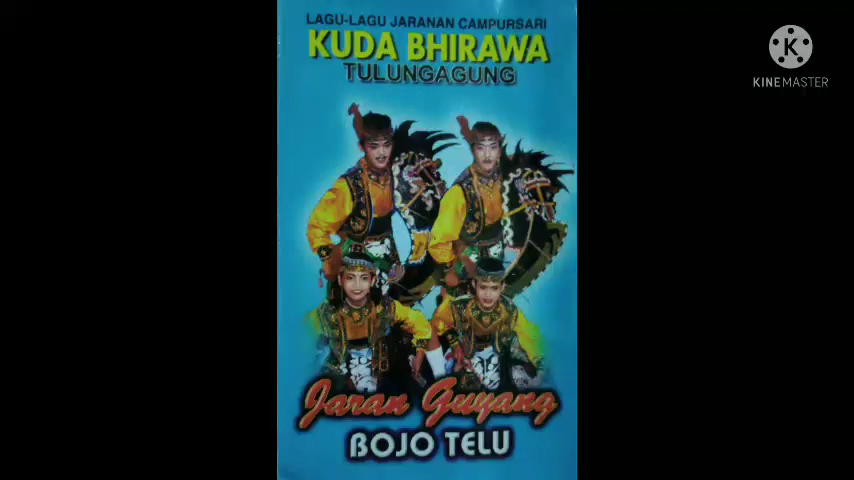 LAGU-LAGU JARANAN CAMPURSARI
KUDA BHIRAWA
TULUNGAGUNG
K
KINEMASTER
Jaran Guyang
BOJO TELU